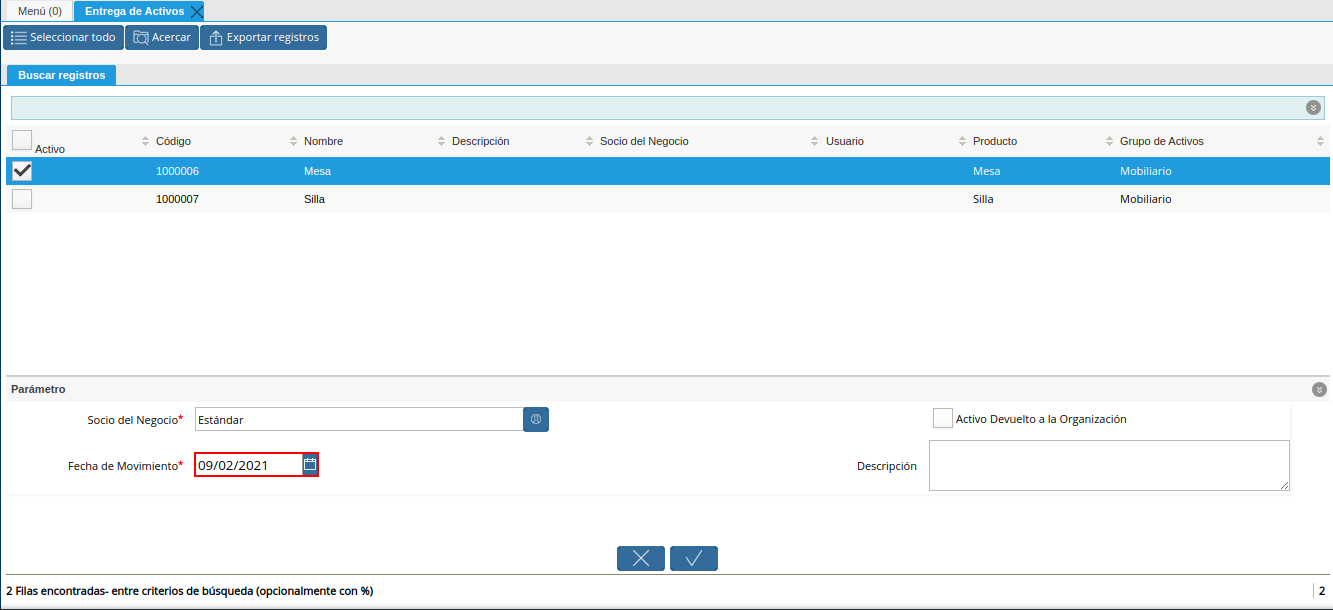 Menú (0) Entrega de Activos
Seleccionar todo Acercar Exportar registros
Buscar registros
Activo Código Nombre Descripción Socio del Negocio Usuario Producto Grupo de Activos
1000006 Mesa Mesa Mobiliario
1000007 Silla Silla Mobiliario
Parámetro
Socio del Negocio* Estándar Activo Devuelto a la Organización
Fecha de Movimiento* 09/02/2021 Descripción
2 Filas encontradas- entre criterios de búsqueda (opcionalmente con %) 2